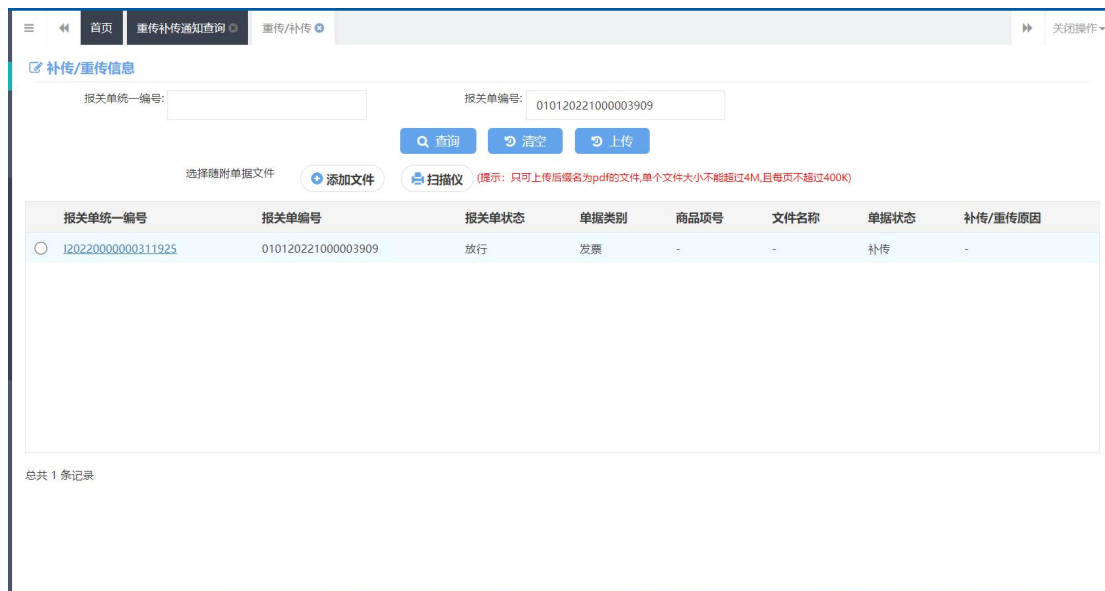 首页 重传补传通知查询 重传/补传 关闭操作
补传/重传信息
报关单统一编号: 报关单编号: 010120221000003909
查询 清空 上传
选择随附单据文件 添加文件 扫描仪 (提示：只可上传后缀名为pdf的文件,单个文件大小不能超过4M,且每页不超过400K)
报关单统一编号 报关单编号 报关单状态 单据类别 商品项号 文件名称 单据状态 补传/重传原因
I20220000000311925 010120221000003909 放行 发票 - - 补传 -
总共 1 条记录